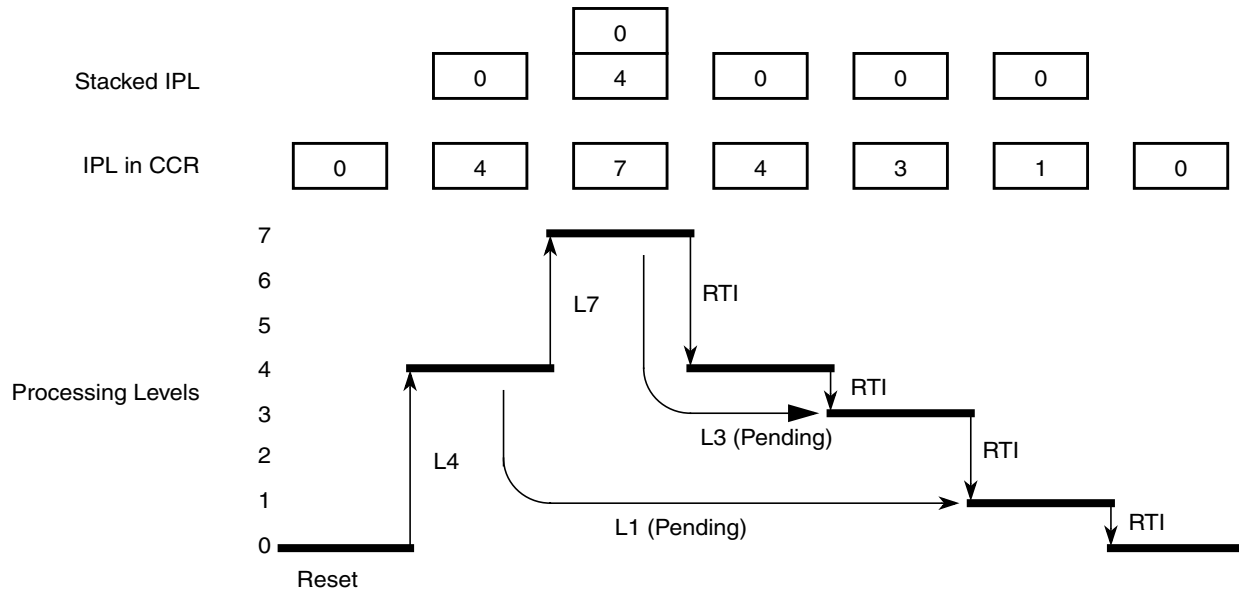 0
Stacked IPL 0 4 0 0 0
IPL in CCR 0 4 7 4 3 1 0
7
6
L7 RTI
5
Processing Levels 4
RTI
3
L3 (Pending)
2
L4 RTI
1
L1 (Pending) RTI
0
Reset